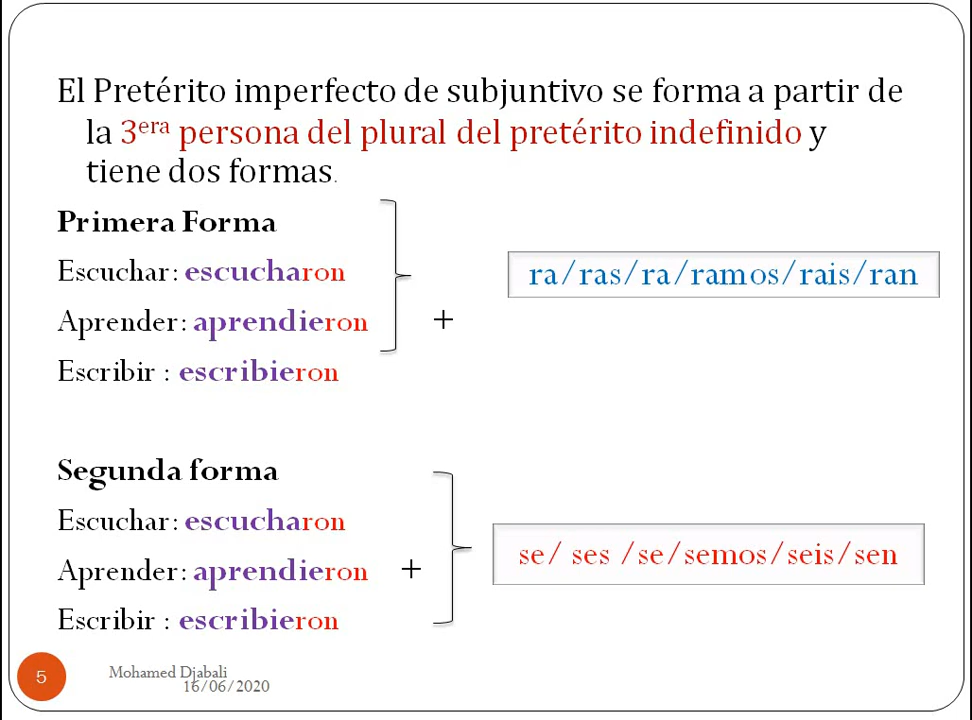 El Pretérito imperfecto de subjuntivo se forma a partir de
la 3era persona del plural del pretérito indefinido y
tiene dos formas.
Primera Forma
Escuchar: escucharon
ra/ras/ra/ramos/rais/ran
Aprender: aprendieron
+
Escribir : escribieron
Segunda forma
Escuchar: escucharon
se/ ses /se/semos/seis/sen
Aprender: aprendieron +
Escribir : escribieron
5
Mohamed Djabali
16/06/2020